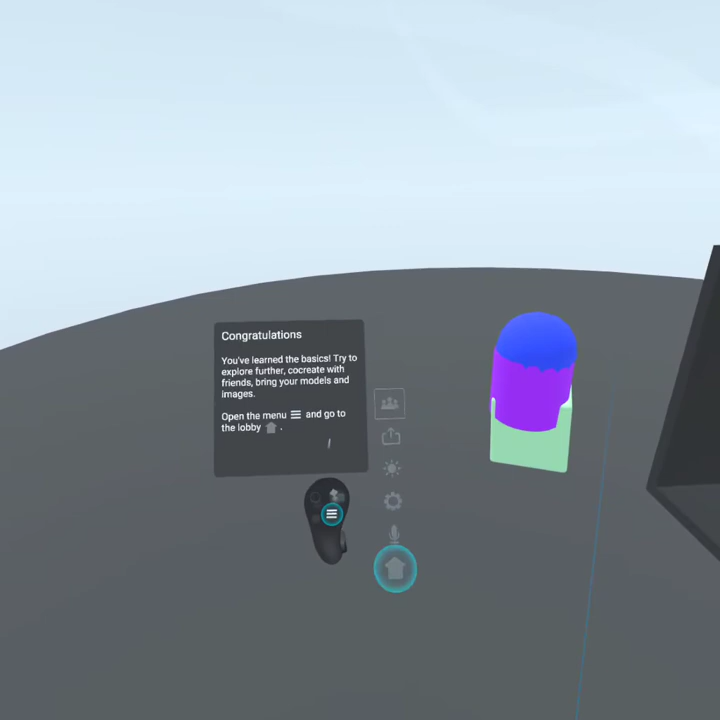 Congratulations
You've learned the basics! Try to
explore further, cocreate with
friends, bring your models and
images.
Open the menu and go to
the lobby .